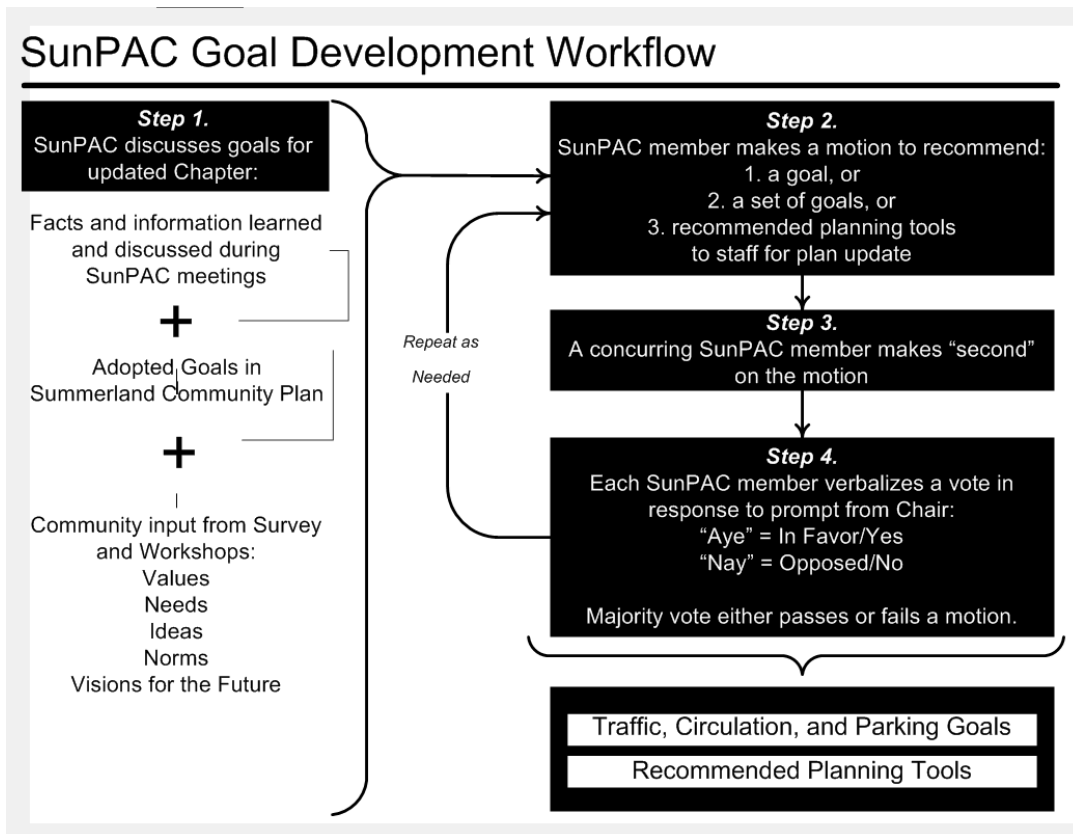 SunPAC Goal Development Workflow
Step 1.
SunPAC discusses goals for
updated Chapter:
Facts and information learned
and discussed during
SunPAC meetings
+
Adopted Goals in
Summerland Community Plan
+
Community input from Survey
and Workshops:
Values
Needs
Ideas
Norms
Visions for the Future
Repeat as
Needed
Step 2.
SunPAC member makes a motion to recommend:
1. a goal, or
2. a set of goals, or
3. recommended planning tools
to staff for plan update
Step 3.
A concurring SunPAC member makes “second”
on the motion
Step 4.
Each SunPAC member verbalizes a vote in
response to prompt from Chair:
“Aye” = In Favor/Yes
“Nay” = Opposed/No
Majority vote either passes or fails a motion.
Traffic, Circulation, and Parking Goals
Recommended Planning Tools